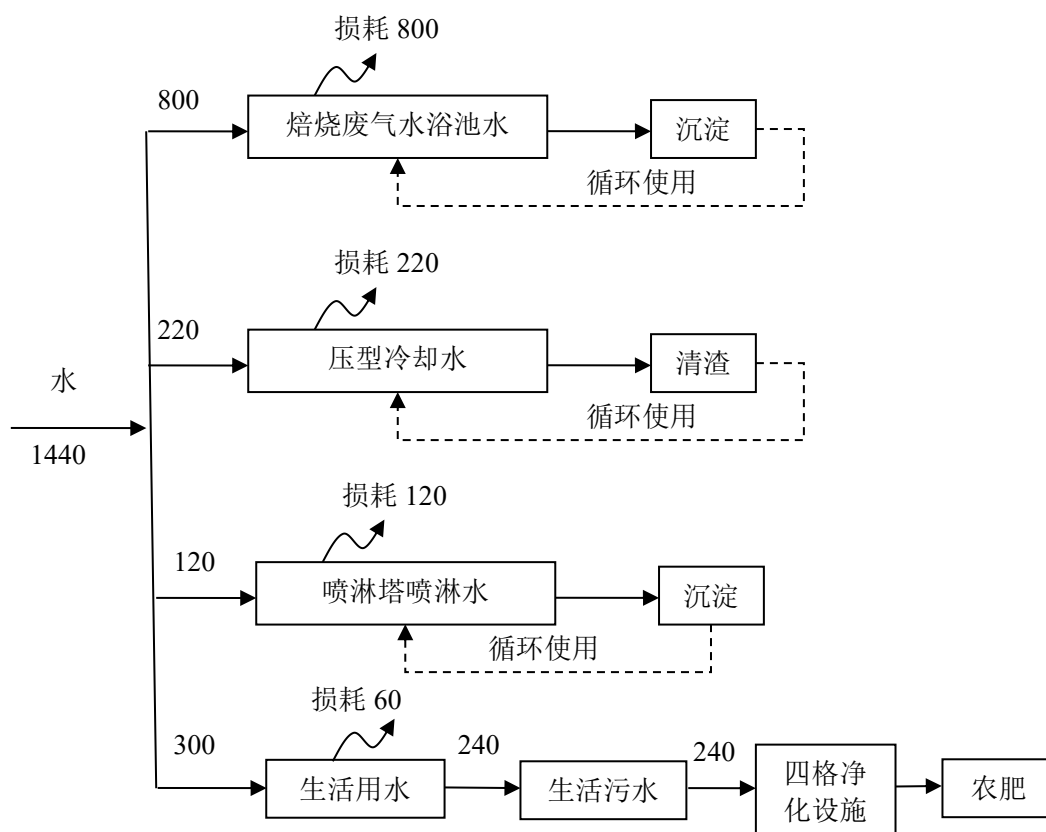 损耗 800
800
焙烧废气水浴池水
沉淀
循环使用
损耗 220
220
压型冷却水
清渣
循环使用
水
1440
损耗 120
120
喷淋塔喷淋水
沉淀
循环使用
损耗 60
300
生活用水
240
生活污水
240
四格净
化设施
农肥